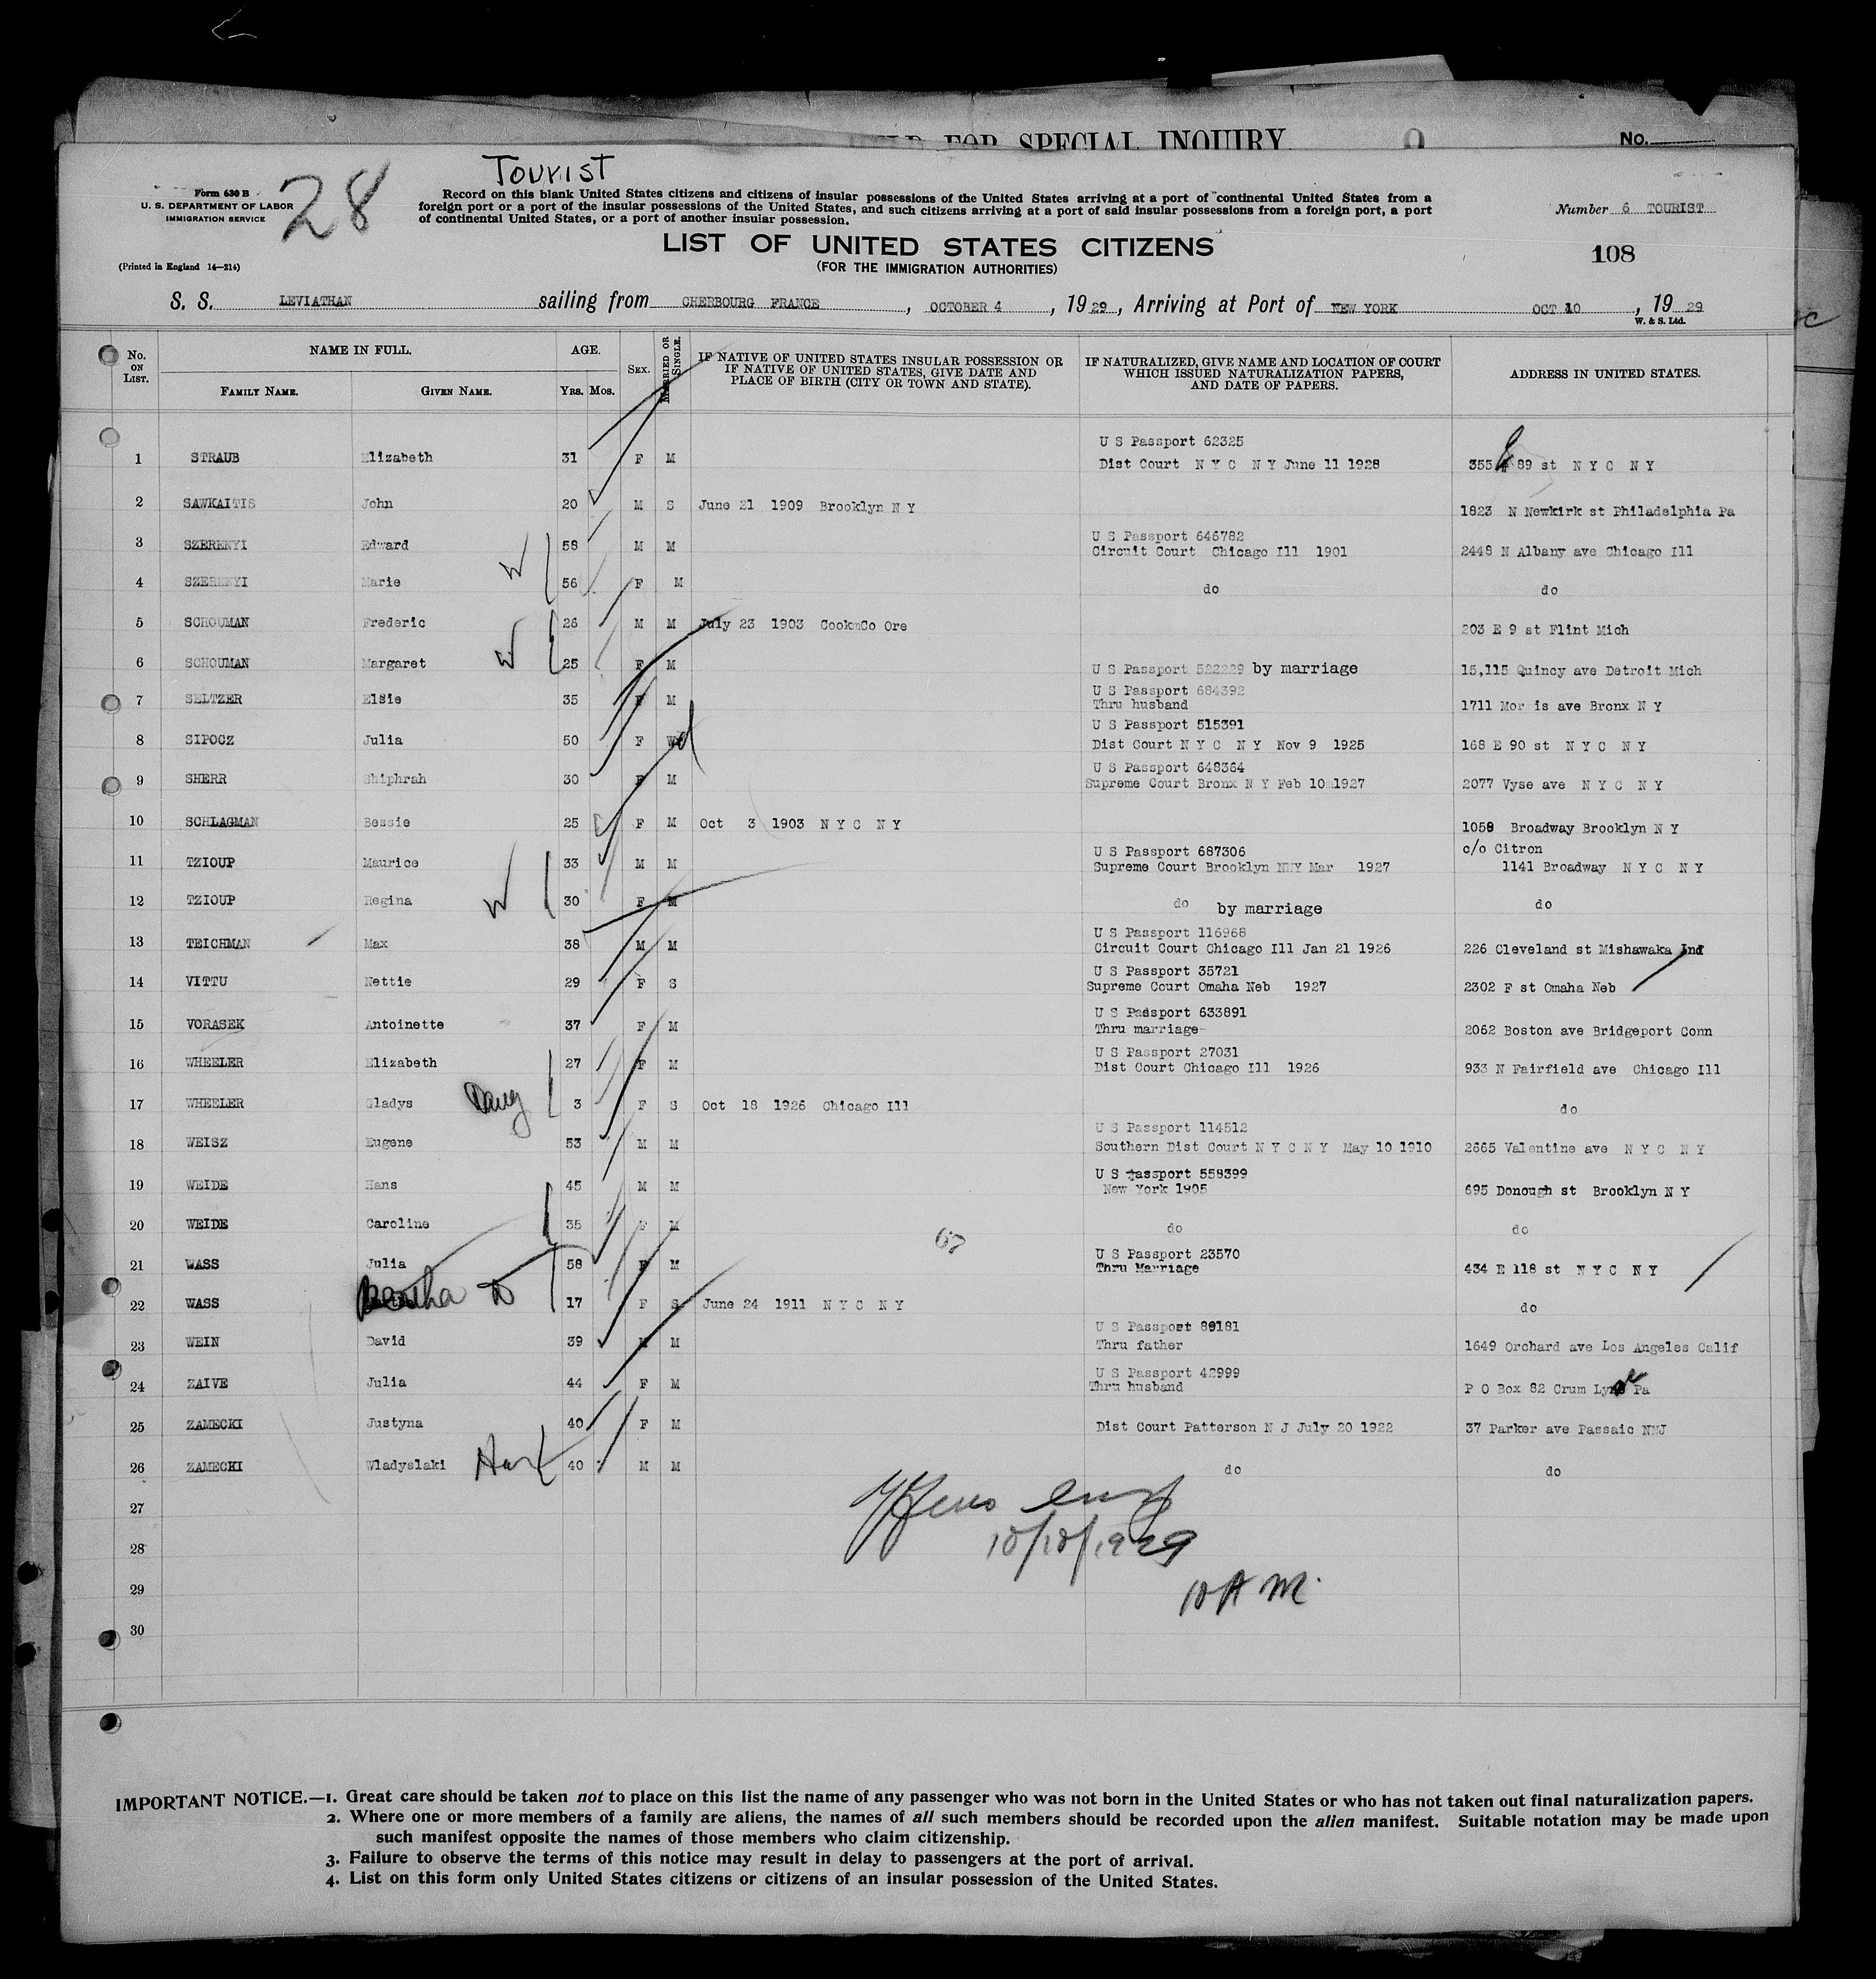 FOR SPECIAL INQUIRY
No.
TOURIST
28
Form 630 B
U. S. DEPARTMENT OF LABOR
IMMIGRATION SERVICE
Record on this blank United States citizens and citizens of insular possessions of the United States arriving at a port of continental United States from a
foreign port or a port of the insular possessions of the United States, and such citizens arriving at a port of said insular possessions from a foreign port, a port
of continental United States, or a port of another insular possession.
Number 6 TOURIST
LIST OF UNITED STATES CITIZENS
(FOR THE IMMIGRATION AUTHORITIES)
108
(Printed in England 14—214)
S. S. LEVIATHAN sailing from CHERBOURG FRANCE, OCTOBER 4, 1929, Arriving at Port of NEW YORK OCT 10, 1929
W. & S. Ltd.
No. ON LIST.
NAME IN FULL.
FAMILY NAME. GIVEN NAME.
AGE.
Yrs. Mos.
SEX.
MARRIED OR SINGLE.
IF NATIVE OF UNITED STATES INSULAR POSSESSION OR
IF NATIVE OF UNITED STATES, GIVE DATE AND
PLACE OF BIRTH (CITY OR TOWN AND STATE).
IF NATURALIZED, GIVE NAME AND LOCATION OF COURT
WHICH ISSUED NATURALIZATION PAPERS,
AND DATE OF PAPERS.
ADDRESS IN UNITED STATES.
U S Passport 62325
1 STRAUB Elizabeth 31 F M Dist Court N Y C N Y June 11 1928 355 89 st N Y C N Y
2 SAWKAITIS John 20 M S June 21 1909 Brooklyn N Y 1823 N Newkirk st Philadelphia Pa
U S Passport 646782
3 SZERENYI Edward 58 M M Circuit Court Chicago Ill 1901 2448 N Albany ave Chicago Ill
4 SZERENYI Marie W 56 F M do do
5 SCHOUMAN Frederic 26 M M July 23 1903 CooknCo Ore 203 E 9 st Flint Mich
6 SCHOUMAN Margaret W 25 F M U S Passport 522229 by marriage 15,115 Quincy ave Detroit Mich
U S Passport 684392
7 SELTZER Elsie 35 F M Thru husband 1711 Mor is ave Bronx N Y
U S Passport 515391
8 SIPOCZ Julia 50 F Wd Dist Court N Y C N Y Nov 9 1925 168 E 90 st N Y C N Y
U S Passport 648364
9 SHERR Shiphrah 30 F M Supreme Court Bronx N Y Feb 10 1927 2077 Vyse ave N Y C N Y
10 SCHLAGMAN Bessie 25 F M Oct 3 1903 N Y C N Y 1058 Broadway Brooklyn N Y
U S Passport 687306 c/o Citron
11 TZIOUP Maurice 33 M M Supreme Court Brooklyn NNY Mar 1927 1141 Broadway N Y C N Y
12 TZIOUP Regina W 30 F M do by marriage do
U S Passport 116968
13 TEICHMAN Max 38 M M Circuit Court Chicago Ill Jan 21 1926 226 Cleveland st Mishawaka Ind
U S Passport 35721
14 VITTU Nettie 29 F S Supreme Court Omaha Neb 1927 2302 F st Omaha Neb
U S Passport 633891
15 VORASEK Antoinette 37 F M Thru marriage 2062 Boston ave Bridgeport Conn
U S Passport 27031
16 WHEELER Elizabeth 27 F M Dist Court Chicago Ill 1926 933 N Fairfield ave Chicago Ill
17 WHEELER Gladys Daug 3 F S Oct 18 1926 Chicago Ill do
U S Passport 114512
18 WEISZ Eugene 53 M M Southern Dist Court N Y C N Y May 10 1910 2665 Valentine ave N Y C N Y
U S Passport 558399
19 WEIDE Hans 45 M M New York 1905 695 Donough st Brooklyn N Y
20 WEIDE Caroline 35 F M do do
U S Passport 23570
21 WASS Julia 58 F M Thru Marriage 434 E 118 st N Y C N Y
22 WASS Bertha D 17 F S June 24 1911 N Y C N Y do
U S Passport 89181
23 WEIN David 39 M M Thru father 1649 Orchard ave Los Angeles Calif
U S Passport 42999
24 ZAIVE Julia 44 F M Thru husband P O Box 82 Crum Lyne Pa
25 ZAMECKI Justyna 40 F M Dist Court Patterson N J July 20 1922 37 Parker ave Passaic NNJ
26 ZAMECKI Wladyslaki 40 M M do do
27
28
29
30
10/10/1929
10 A M.
IMPORTANT NOTICE.—1. Great care should be taken not to place on this list the name of any passenger who was not born in the United States or who has not taken out final naturalization papers.
2. Where one or more members of a family are aliens, the names of all such members should be recorded upon the alien manifest. Suitable notation may be made upon
such manifest opposite the names of those members who claim citizenship.
3. Failure to observe the terms of this notice may result in delay to passengers at the port of arrival.
4. List on this form only United States citizens or citizens of an insular possession of the United States.